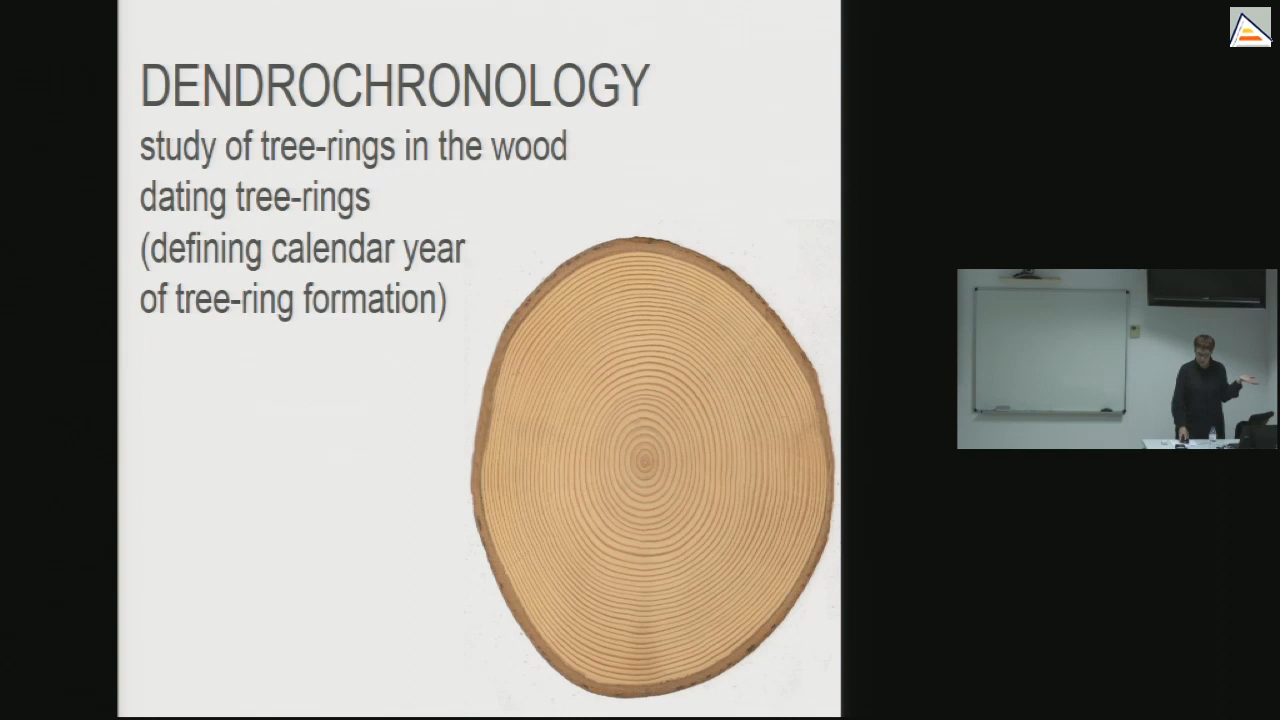 DENDROCHRONOLOGY
study of tree-rings in the wood
dating tree-rings
(defining calendar year
of tree-ring formation)